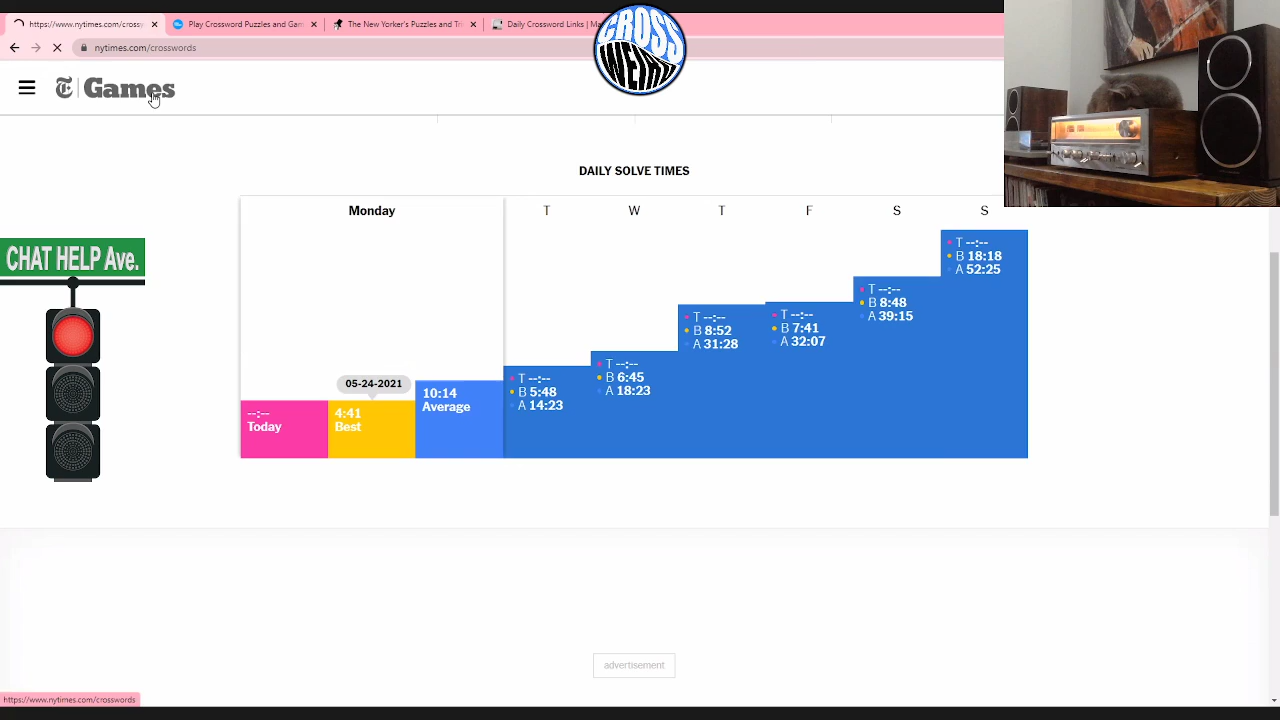 https://www.nytimes.com/crossy
Play Crossword Puzzles and Gam
The New Yorker's Puzzles and Tri
Daily Crossword Links | Ma
nytimes.com/crosswords
CROSS
WEIRD
Games
DAILY SOLVE TIMES
Monday
T
W
T
F
S
S
CHAT HELP Ave.
T --:--
B 18:18
A 52:25
T --:--
B 8:48
A 39:15
T --:--
B 8:52
A 31:28
T --:--
B 7:41
A 32:07
T --:--
B 6:45
A 18:23
T --:--
B 5:48
A 14:23
05-24-2021
10:14
Average
--:--
Today
4:41
Best
advertisement
https://www.nytimes.com/crosswords